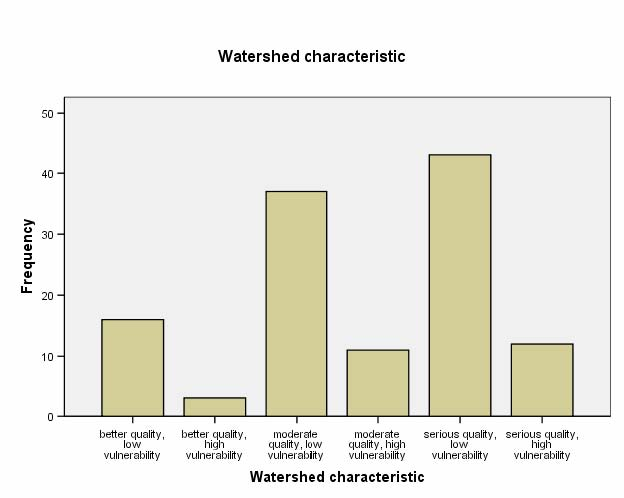 Watershed characteristic
50
40
30
20
10
0
Frequency
better quality,
low
vulnerability
better quality,
high
vulnerability
moderate
quality, low
vulnerability
moderate
quality, high
vulnerability
serious quality,
low
vulnerability
serious quality,
high
vulnerability
Watershed characteristic